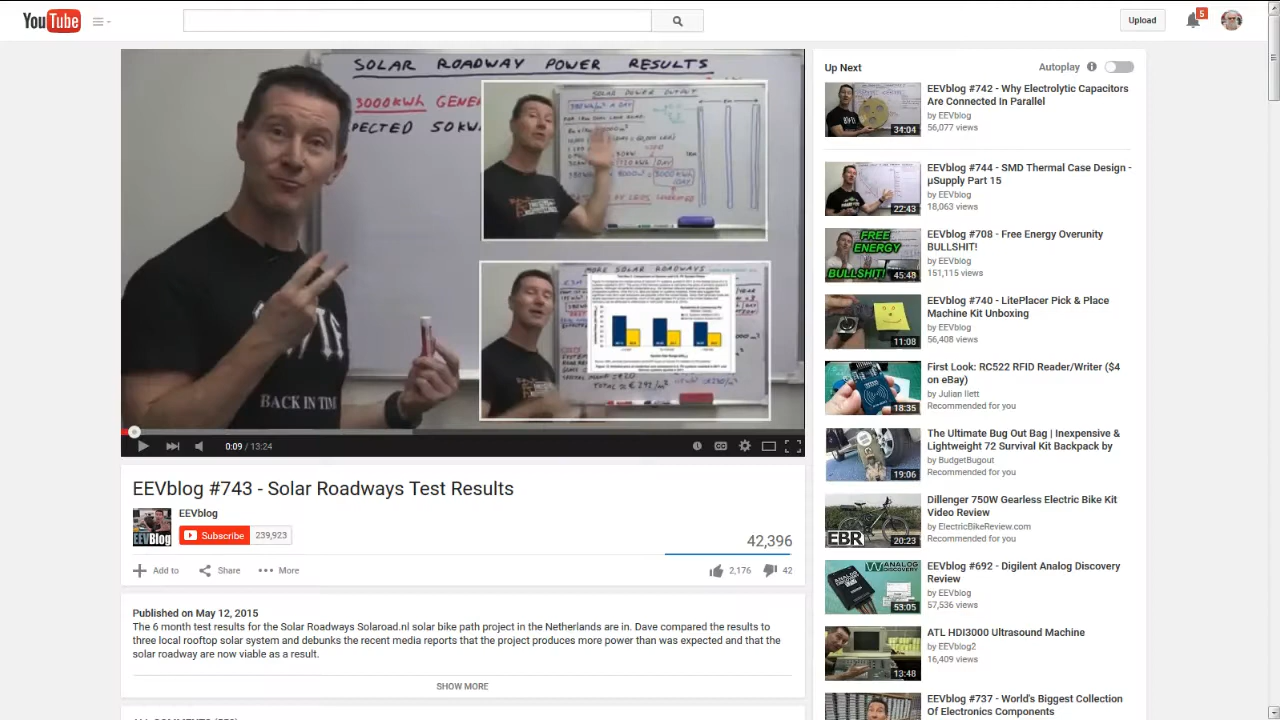 YouTube
Upload
5
SOLAR ROADWAY POWER RESULTS
3000kWh GENE
PECTED 50kW
SOLAR POWER OUTPUT
MORE SOLAR ROADWAYS
BACK IN TIME
0:09 / 13:24
EEVblog #743 - Solar Roadways Test Results
EEVBlog
EEVblog
Subscribe 239,923
42,396
Add to Share More 2,176 42
Published on May 12, 2015
The 6 month test results for the Solar Roadways Solaroad.nl solar bike path project in the Netherlands are in. Dave compared the results to
three local rooftop solar system and debunks the recent media reports that the project produces more power than was expected and that the
solar roadway are now viable as a result.
SHOW MORE
Up Next
Autoplay
34:04
EEVblog #742 - Why Electrolytic Capacitors
Are Connected In Parallel
by EEVblog
56,077 views
22:43
EEVblog #744 - SMD Thermal Case Design -
µSupply Part 15
by EEVblog
18,063 views
FREE
ENERGY
BULLSHIT!
45:48
EEVblog #708 - Free Energy Overunity
BULLSHIT!
by EEVblog
151,115 views
11:08
EEVblog #740 - LitePlacer Pick & Place
Machine Kit Unboxing
by EEVblog
56,408 views
18:35
First Look: RC522 RFID Reader/Writer ($4
on eBay)
by Julian Ilett
Recommended for you
19:06
The Ultimate Bug Out Bag | Inexpensive &
Lightweight 72 Survival Kit Backpack by
by BudgetBugout
Recommended for you
EBR
20:23
Dillenger 750W Gearless Electric Bike Kit
Video Review
by ElectricBikeReview.com
Recommended for you
ANALOG
DISCOVERY
53:05
EEVblog #692 - Digilent Analog Discovery
Review
by EEVblog
57,536 views
13:48
ATL HDI3000 Ultrasound Machine
by EEVblog2
16,409 views
EEVblog #737 - World's Biggest Collection
Of Electronics Components